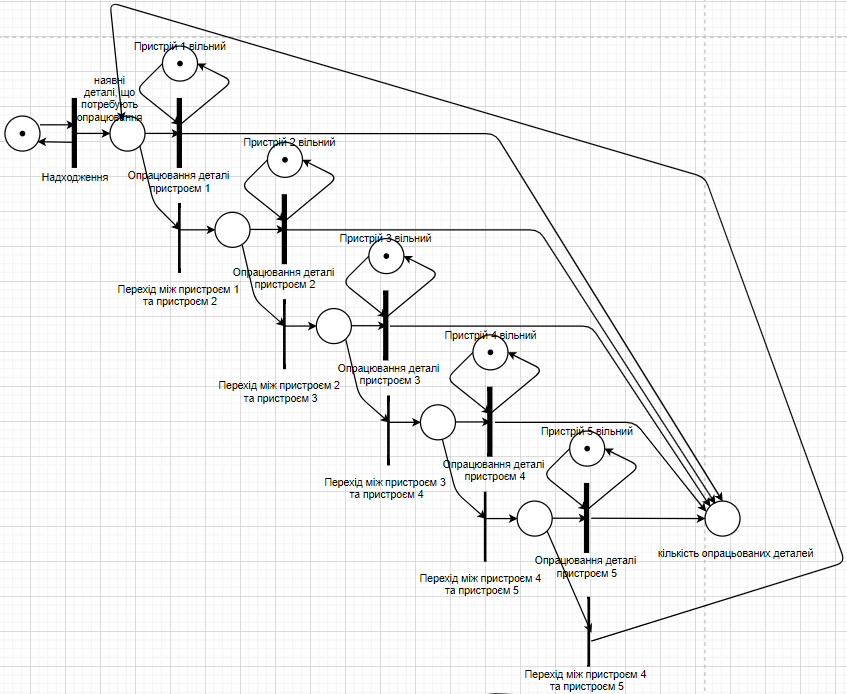 Пристрій 1 вільний
наявні
деталі, що
потребують
опрацювання
Надходження
Опрацювання деталі
пристроєм 1
Пристрій 2 вільний
Перехід між пристроєм 1
та пристроєм 2
Опрацювання деталі
пристроєм 2
Пристрій 3 вільний
Перехід між пристроєм 2
та пристроєм 3
Опрацювання деталі
пристроєм 3
Пристрій 4 вільний
Перехід між пристроєм 3
та пристроєм 4
Опрацювання деталі
пристроєм 4
Пристрій 5 вільний
Перехід між пристроєм 4
та пристроєм 5
Опрацювання деталі
пристроєм 5
кількість опрацьованих деталей
Перехід між пристроєм 4
та пристроєм 5